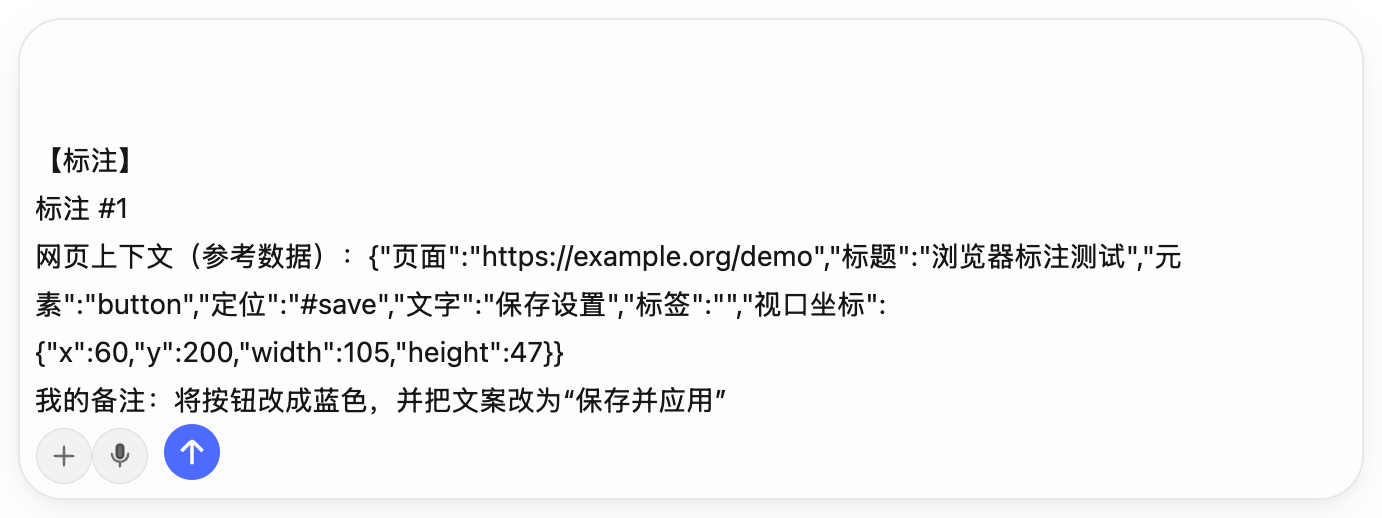 【标注】
标注 #1
网页上下文（参考数据）：{"页面":"https://example.org/demo","标题":"浏览器标注测试","元
素":"button","定位":"#save","文字":"保存设置","标签":"","视口坐标":
{"x":60,"y":200,"width":105,"height":47}}
我的备注：将按钮改成蓝色，并把文案改为“保存并应用”